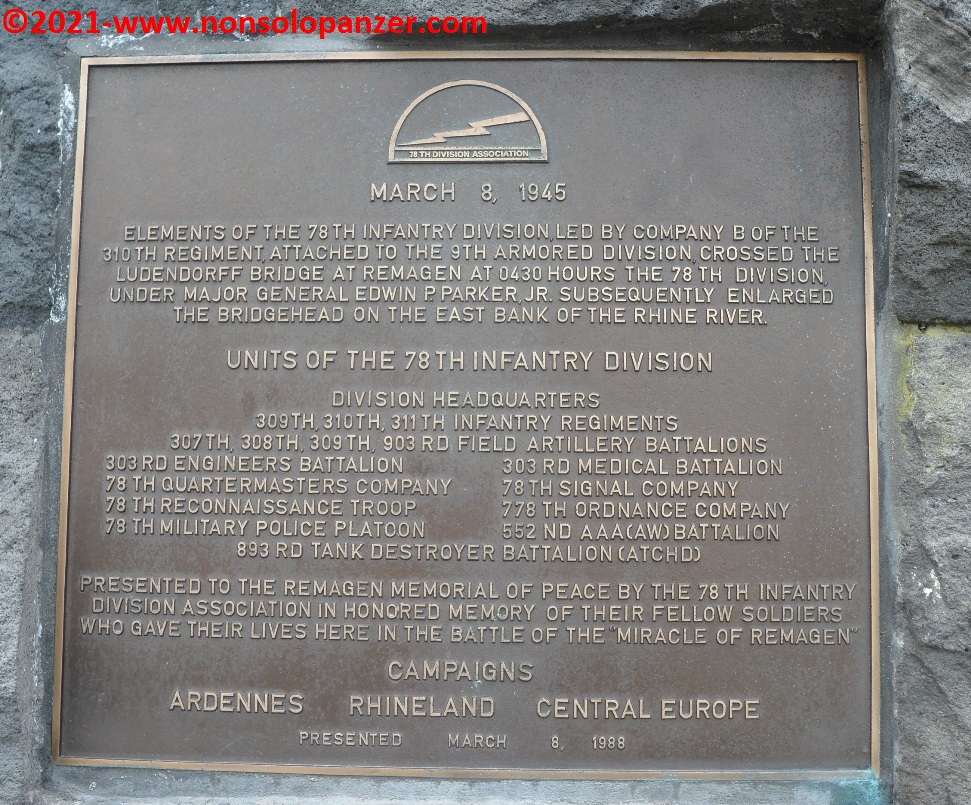 ©2021-www.nonsolopanzer.com
78TH DIVISION ASSOCIATION
MARCH 8, 1945
ELEMENTS OF THE 78TH INFANTRY DIVISION, LED BY COMPANY B OF THE
310TH REGIMENT, ATTACHED TO THE 9TH ARMORED DIVISION, CROSSED THE
LUDENDORFF BRIDGE AT REMAGEN AT 0430 HOURS THE 78TH DIVISION,
UNDER MAJOR GENERAL EDWIN P. PARKER, JR. SUBSEQUENTLY ENLARGED
THE BRIDGEHEAD ON THE EAST BANK OF THE RHINE RIVER.
UNITS OF THE 78TH INFANTRY DIVISION
DIVISION HEADQUARTERS
309TH, 310TH, 311TH INFANTRY REGIMENTS
307TH, 308TH, 309TH, 903RD FIELD ARTILLERY BATTALIONS
303RD ENGINEERS BATTALION 303RD MEDICAL BATTALION
78TH QUARTERMASTERS COMPANY 78TH SIGNAL COMPANY
78TH RECONNAISSANCE TROOP 778TH ORDNANCE COMPANY
78TH MILITARY POLICE PLATOON 552ND AAA(AW) BATTALION
893RD TANK DESTROYER BATTALION (ATCHD)
PRESENTED TO THE REMAGEN MEMORIAL OF PEACE BY THE 78TH INFANTRY
DIVISION ASSOCIATION IN HONORED MEMORY OF THEIR FELLOW SOLDIERS
WHO GAVE THEIR LIVES HERE IN THE BATTLE OF THE "MIRACLE OF REMAGEN"
CAMPAIGNS
ARDENNES RHINELAND CENTRAL EUROPE
PRESENTED MARCH 8, 1988